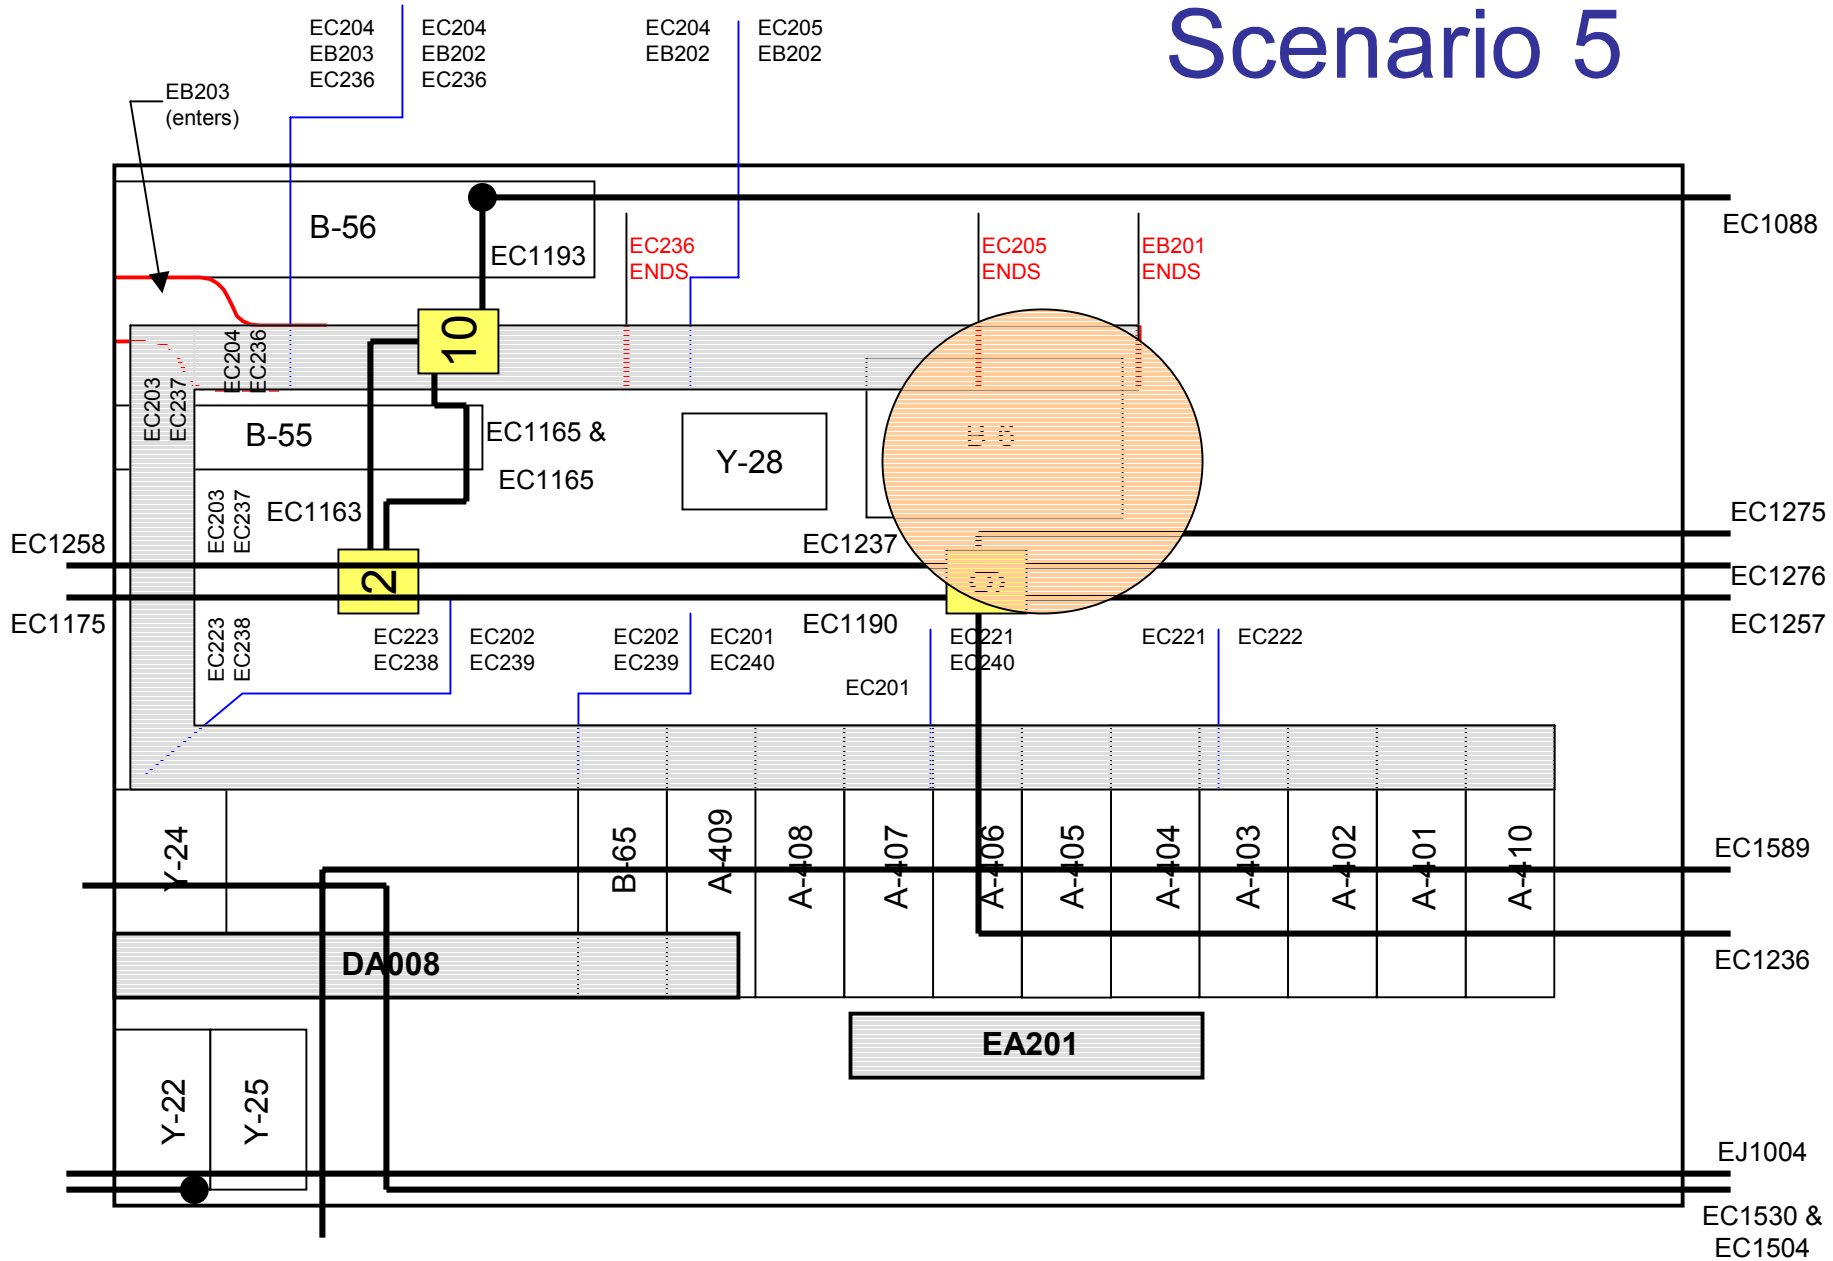 Scenario 5
EC204
EB203
EC236
EC204
EB202
EC236
EC204
EB202
EC205
EB202
EB203
(enters)
B-56
EC1193
EC236
ENDS
EC205
ENDS
EB201
ENDS
EC1088
10
EC204
EC236
EC203
EC237
B-55
EC1165 &
EC1165
Y-28
EC203
EC237
EC1163
EC1258
EC1237
EC1275
2
EC1276
EC1175
EC1190
EC1257
EC223
EC238
EC223
EC238
EC202
EC239
EC202
EC239
EC201
EC240
EC201
EC221
EC240
EC221
EC222
Y-24
B-65
A-409
A-408
A-407
A-406
A-405
A-404
A-403
A-402
A-401
A-410
EC1589
DA008
EC1236
EA201
Y-22
Y-25
EJ1004
EC1530 &
EC1504